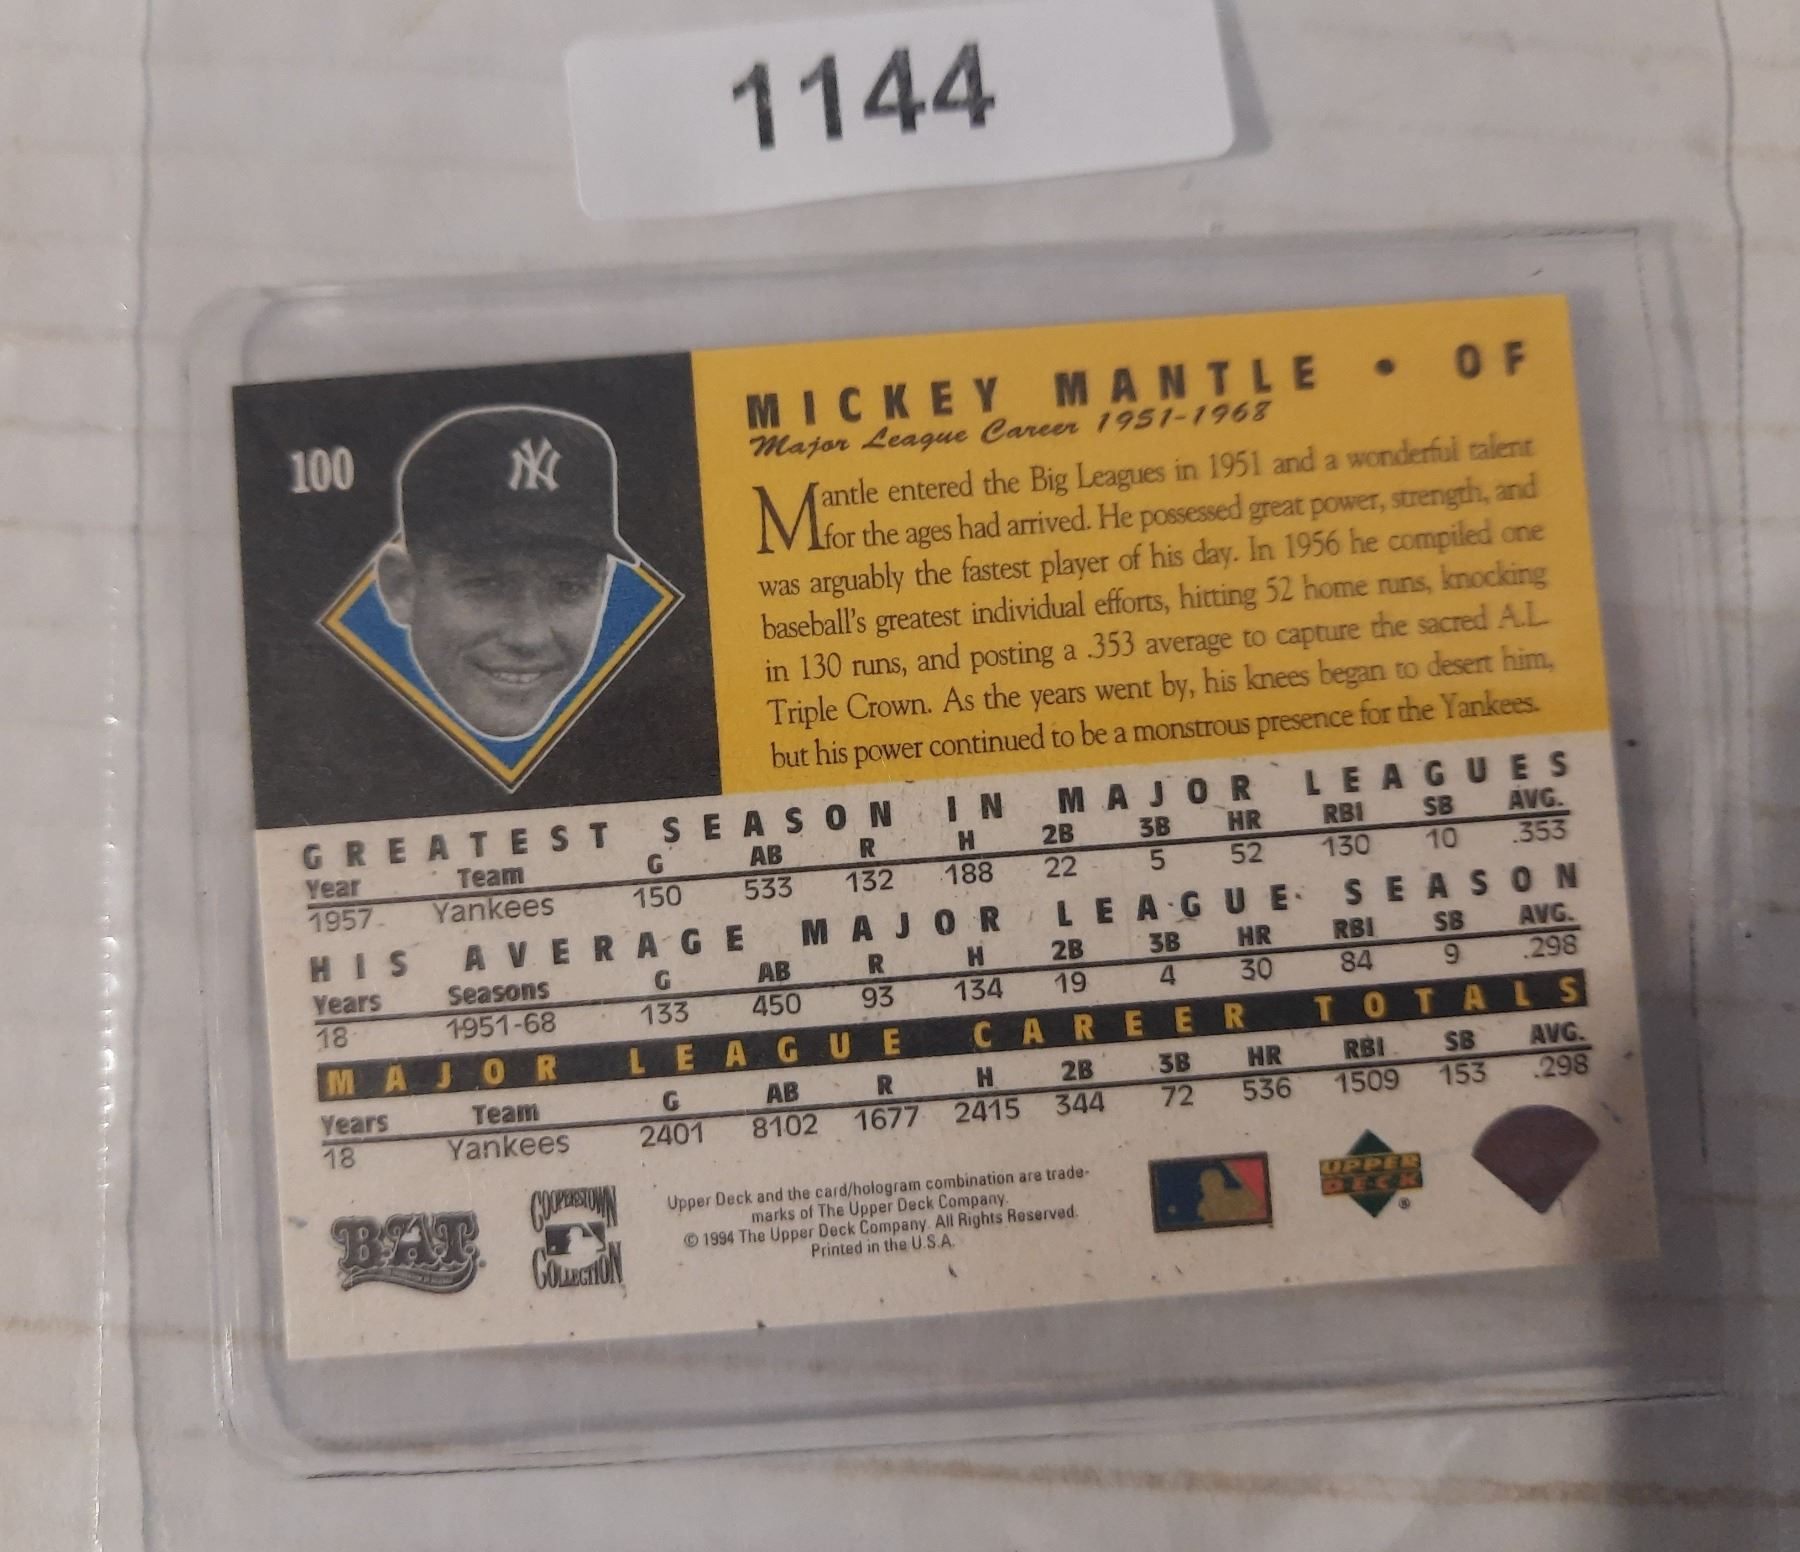 1144
100
NY
MICKEY MANTLE • OF
Major League Career 1951-1968
Mantle entered the Big Leagues in 1951 and a wonderful talent
for the ages had arrived. He possessed great power, strength, and
was arguably the fastest player of his day. In 1956 he compiled one
baseball's greatest individual efforts, hitting 52 home runs, knocking
in 130 runs, and posting a .353 average to capture the sacred A.L.
Triple Crown. As the years went by, his knees began to desert him,
but his power continued to be a monstrous presence for the Yankees.
GREATEST SEASON IN MAJOR LEAGUES
Year Team G AB R H 2B 3B HR RBI SB AVG.
1957 Yankees 150 533 132 188 22 5 52 130 10 .353
HIS AVERAGE MAJOR LEAGUE SEASON
Years Seasons G AB R H 2B 3B HR RBI SB AVG.
18 1951-68 133 450 93 134 19 4 30 84 9 .298
MAJOR LEAGUE CAREER TOTALS
Years Team G AB R H 2B 3B HR RBI SB AVG.
18 Yankees 2401 8102 1677 2415 344 72 536 1509 153 .298
B.A.T.
COOPERSTOWN
COLLECTION
Upper Deck and the card/hologram combination are trade-
marks of The Upper Deck Company.
© 1994 The Upper Deck Company. All Rights Reserved.
Printed in the U.S.A.
UPPER
DECK
®